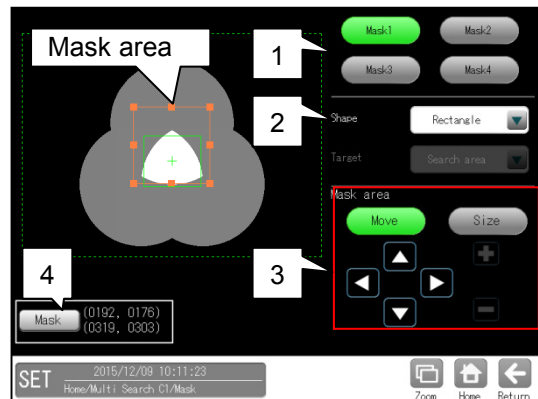 Mask area
1
Mask1
Mask2
Mask3
Mask4
2
Shape
Rectangle
Target
Search area
Mask area
Move
Size
3
4
Mask
(0192, 0176)
(0319, 0303)
SET
2015/12/09 10:11:23
Home/Multi Search C1/Mask
Zoom
Home
Return